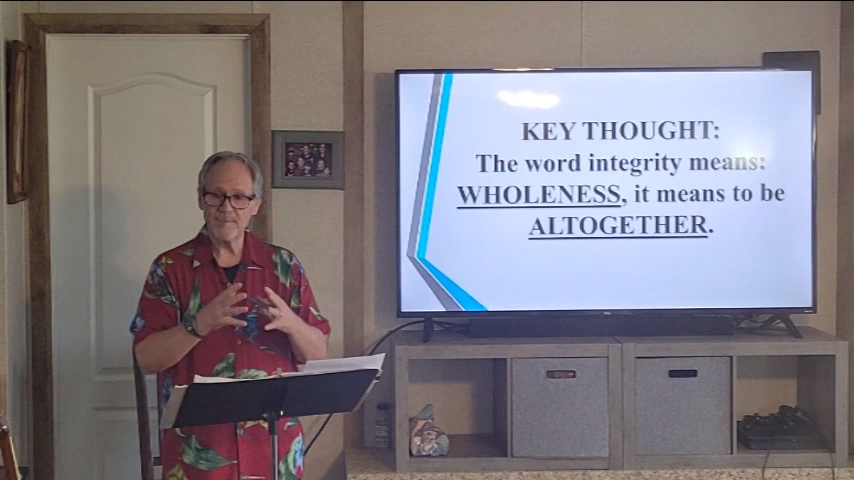 KEY THOUGHT:
The word integrity means:
WHOLENESS, it means to be
ALTOGETHER.